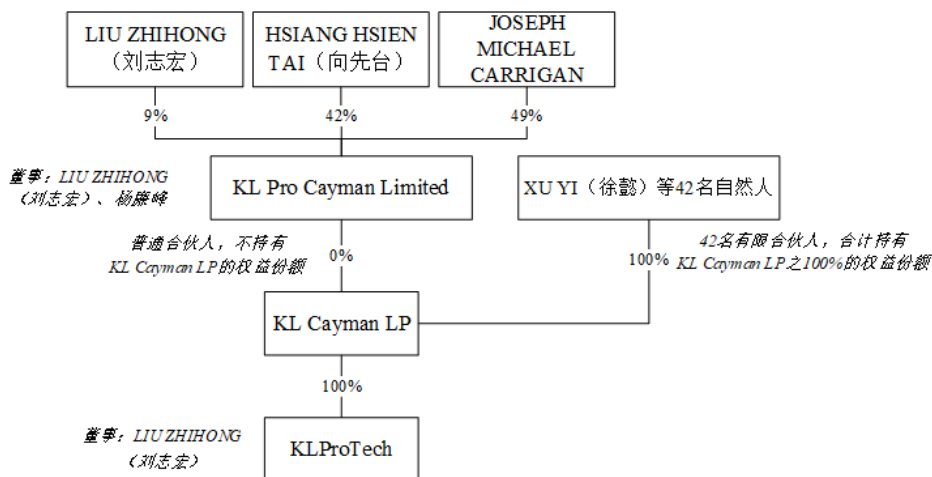 LIU ZHIHONG
（刘志宏）
HSIANG HSIEN
TAI（向先台）
JOSEPH
MICHAEL
CARRIGAN
9%
42%
49%
董事：LIU ZHIHONG
（刘志宏）、杨廉峰
KL Pro Cayman Limited
XU YI（徐懿）等42名自然人
普通合伙人，不持有
KL Cayman LP的权益份额
0%
100%
42名有限合伙人，合计持有
KL Cayman LP之100%的权益份额
KL Cayman LP
100%
董事：LIU ZHIHONG
（刘志宏）
KLProTech